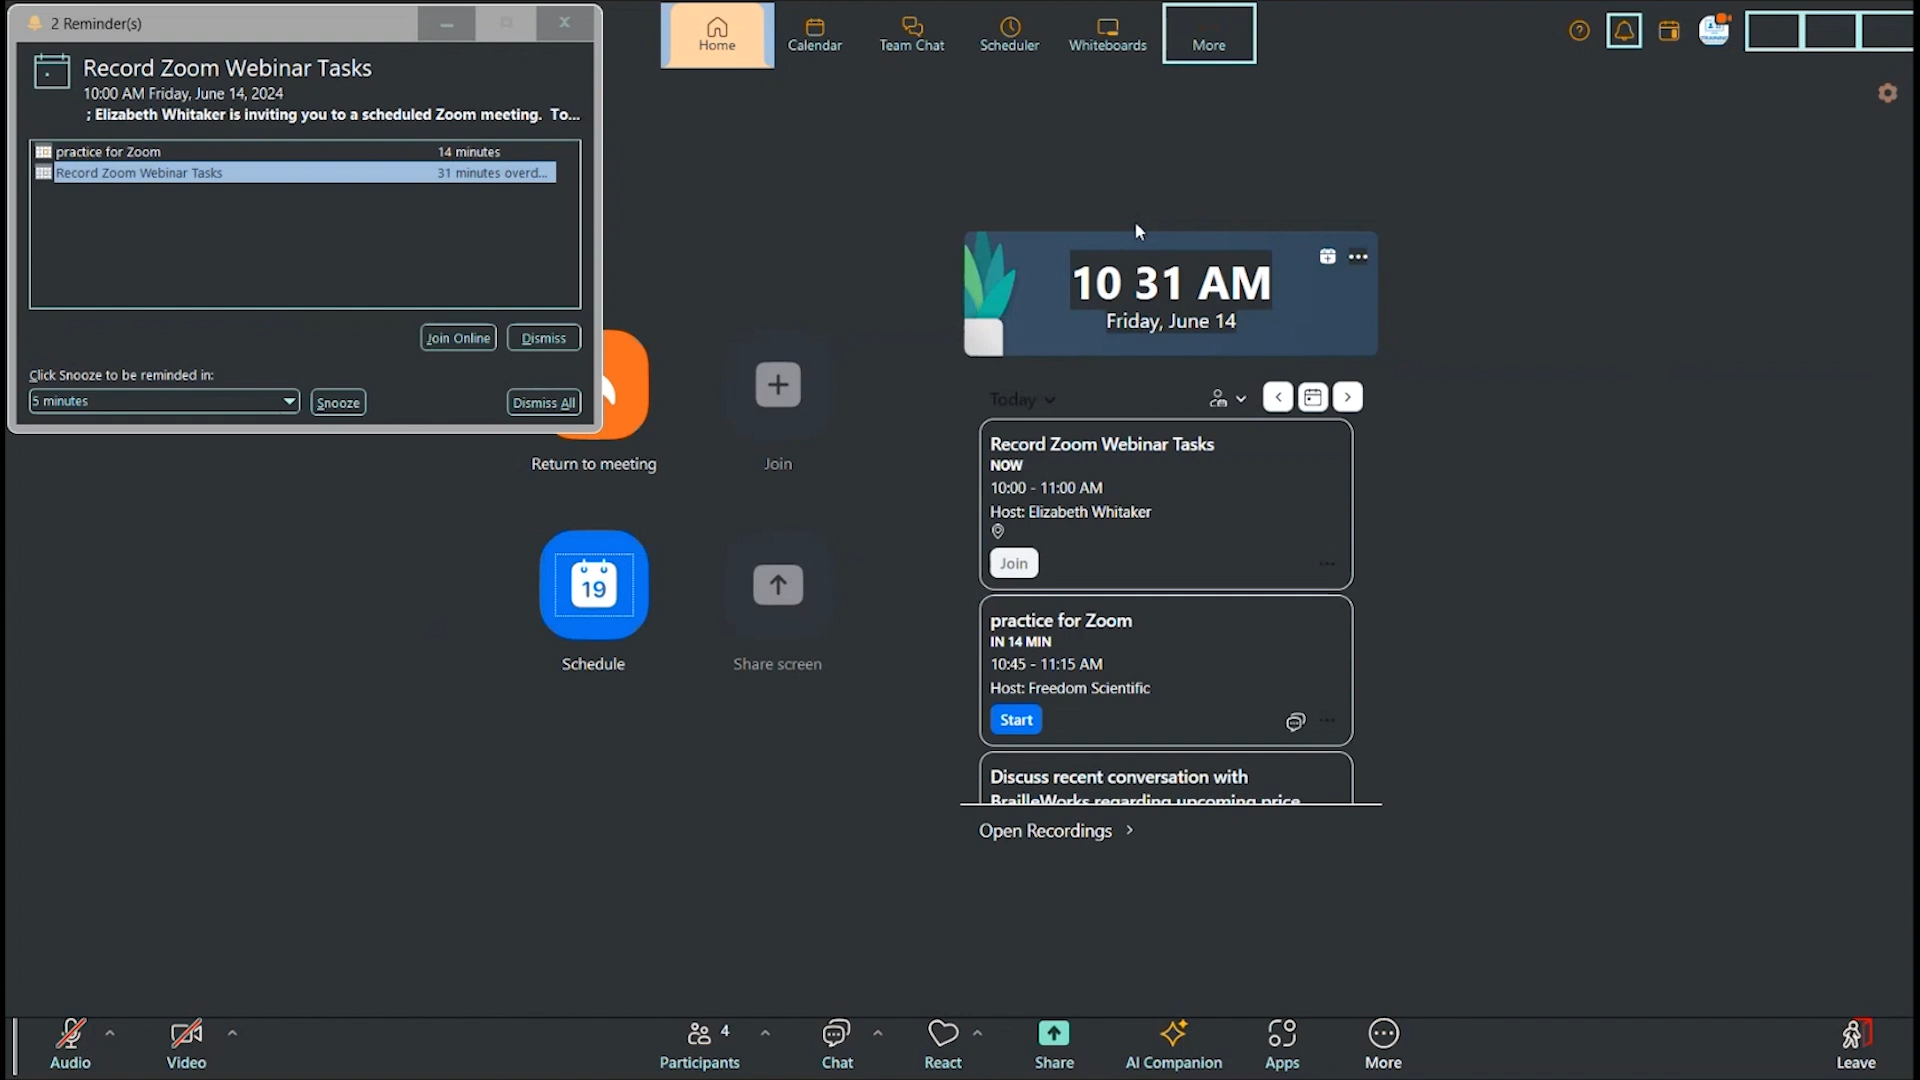 2 Reminder(s)
Record Zoom Webinar Tasks
10:00 AM Friday, June 14, 2024
; Elizabeth Whitaker is inviting you to a scheduled Zoom meeting. To...
practice for Zoom 14 minutes
Record Zoom Webinar Tasks 31 minutes overd...
Join Online Dismiss
Click Snooze to be reminded in:
5 minutes Snooze Dismiss All
Home Calendar Team Chat Scheduler Whiteboards More
Return to meeting Join
19
Schedule Share screen
10 31 AM
Friday, June 14
Today
Record Zoom Webinar Tasks
NOW
10:00 - 11:00 AM
Host: Elizabeth Whitaker
Join
practice for Zoom
IN 14 MIN
10:45 - 11:15 AM
Host: Freedom Scientific
Start
Discuss recent conversation with
BrailleWorks regarding upcoming price
Open Recordings
4
Audio Video Participants Chat React Share AI Companion Apps More Leave